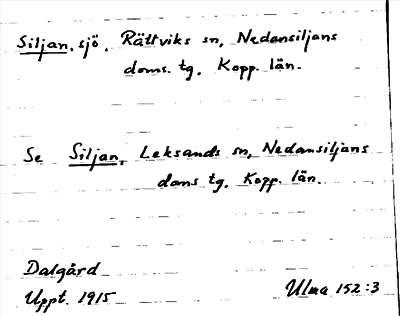 Siljan, sjö, Rättviks sn, Nedansiljans
doms. tg. Kopp. län.
Se Siljan, Leksands sn, Nedansiljans
doms tg. Kopp. län.
Dalgård
Uppt. 1915
Ulma 152:3